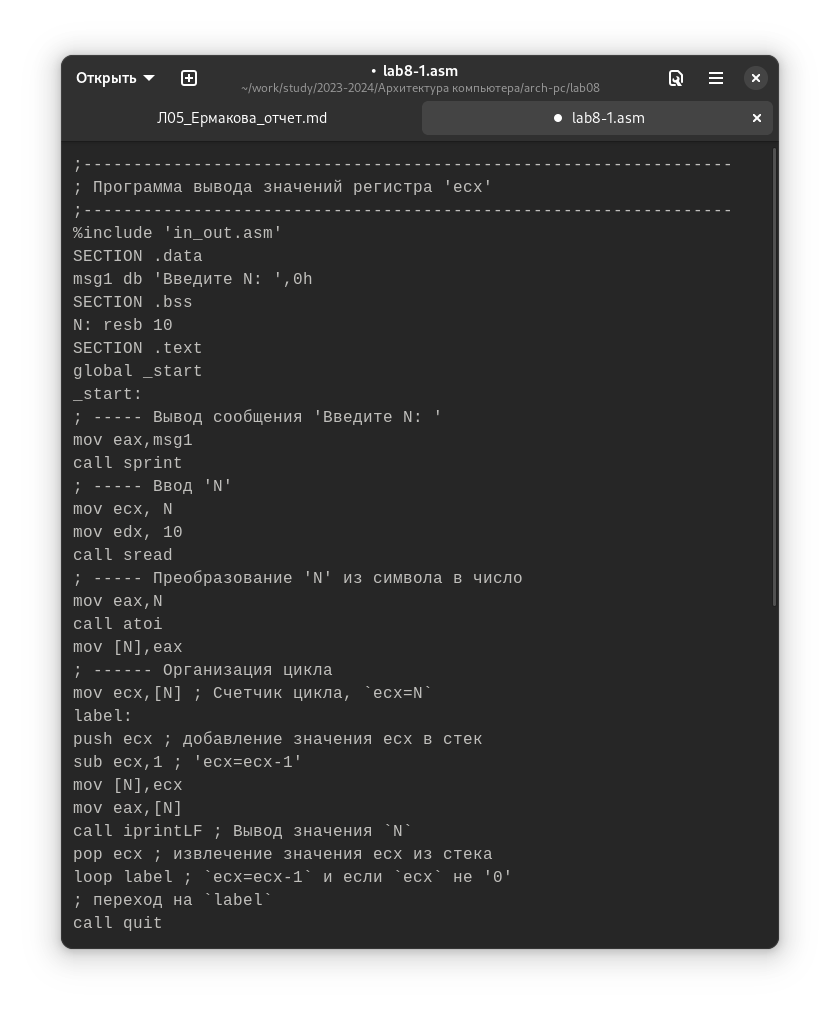 Открыть
• lab8-1.asm
~/work/study/2023-2024/Архитектура компьютера/arch-pc/lab08
Л05_Ермакова_отчет.md
● lab8-1.asm
;-----------------------------------------------------------------
; Программа вывода значений регистра 'ecx'
;-----------------------------------------------------------------
%include 'in_out.asm'
SECTION .data
msg1 db 'Введите N: ',0h
SECTION .bss
N: resb 10
SECTION .text
global _start
_start:
; ----- Вывод сообщения 'Введите N: '
mov eax,msg1
call sprint
; ----- Ввод 'N'
mov ecx, N
mov edx, 10
call sread
; ----- Преобразование 'N' из символа в число
mov eax,N
call atoi
mov [N],eax
; ------ Организация цикла
mov ecx,[N] ; Счетчик цикла, `ecx=N`
label:
push ecx ; добавление значения ecx в стек
sub ecx,1 ; 'ecx=ecx-1'
mov [N],ecx
mov eax,[N]
call iprintLF ; Вывод значения `N`
pop ecx ; извлечение значения ecx из стека
loop label ; `ecx=ecx-1` и если `ecx` не '0'
; переход на `label`
call quit